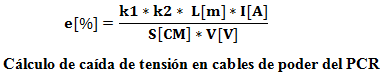 e[%] = k1 * k2 * L[m] * I[A] / S[CM] * V[V]
Cálculo de caída de tensión en cables de poder del PCR